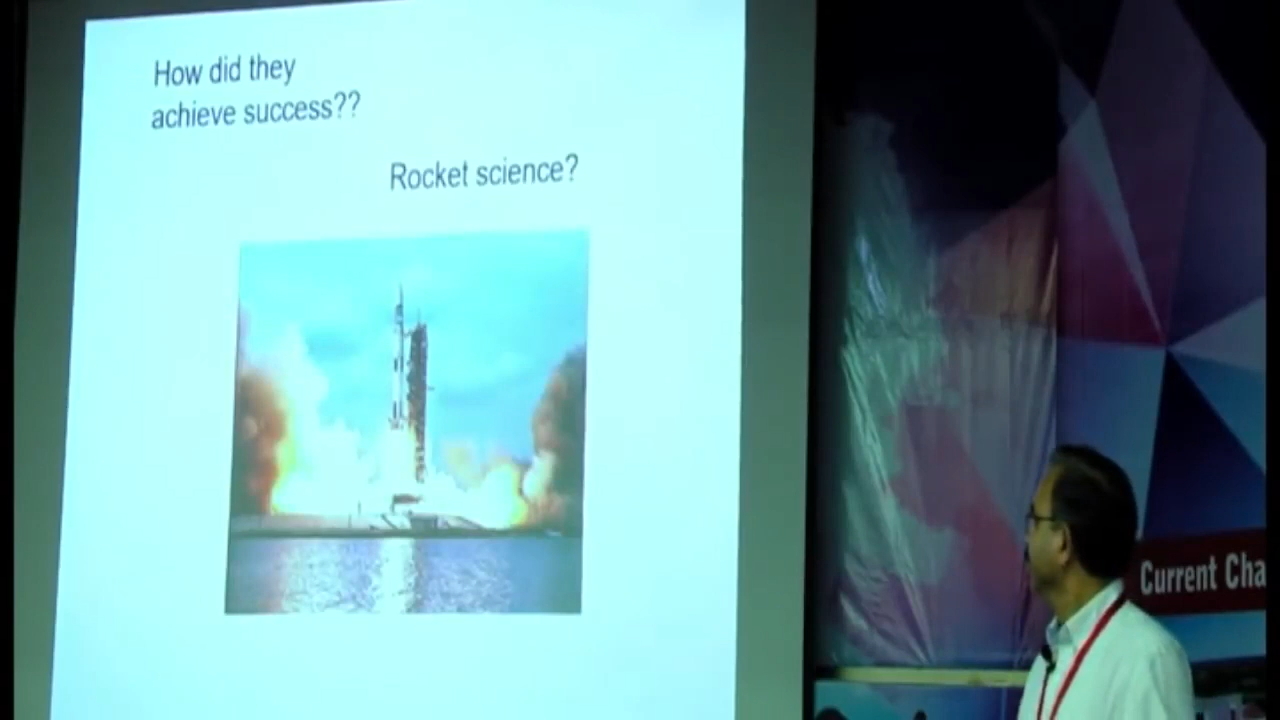 How did they
achieve success??
Rocket science?
Current Cha